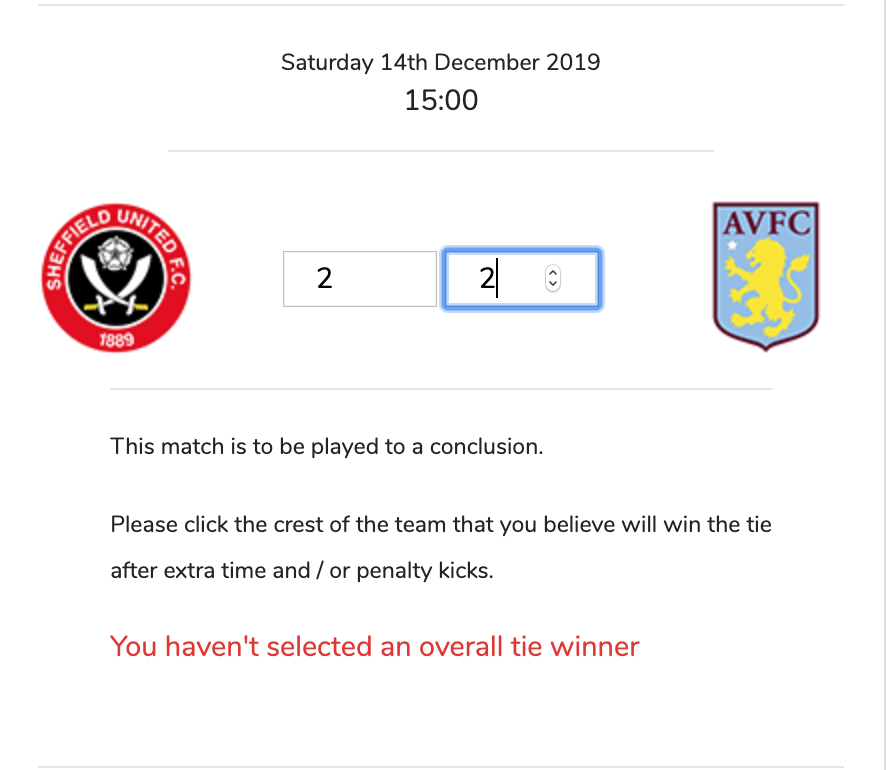 Saturday 14th December 2019
15:00
SHEFFIELD UNITED F.C.
1889
2
2
AVFC
This match is to be played to a conclusion.
Please click the crest of the team that you believe will win the tie
after extra time and / or penalty kicks.
You haven't selected an overall tie winner